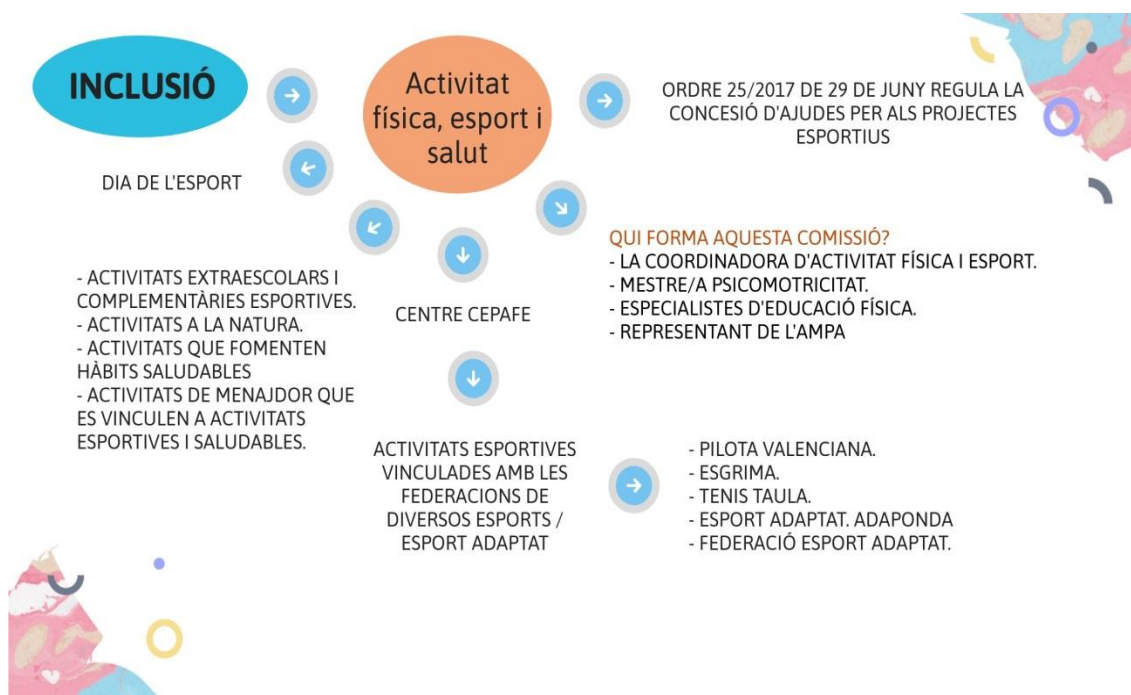 INCLUSIÓ
Activitat
física, esport i
salut
ORDRE 25/2017 DE 29 DE JUNY REGULA LA
CONCESIÓ D'AJUDES PER ALS PROJECTES
ESPORTIUS
DIA DE L'ESPORT
- ACTIVITATS EXTRAESCOLARS I
COMPLEMENTÀRIES ESPORTIVES.
- ACTIVITATS A LA NATURA.
- ACTIVITATS QUE FOMENTEN
HÀBITS SALUDABLES
- ACTIVITATS DE MENAJDOR QUE
ES VINCULEN A ACTIVITATS
ESPORTIVES I SALUDABLES.
CENTRE CEPAFE
QUI FORMA AQUESTA COMISSIÓ?
- LA COORDINADORA D'ACTIVITAT FÍSICA I ESPORT.
- MESTRE/A PSICOMOTRICITAT.
- ESPECIALISTES D'EDUCACIÓ FÍSICA.
- REPRESENTANT DE L'AMPA
ACTIVITATS ESPORTIVES
VINCULADES AMB LES
FEDERACIONS DE
DIVERSOS ESPORTS /
ESPORT ADAPTAT
- PILOTA VALENCIANA.
- ESGRIMA.
- TENIS TAULA.
- ESPORT ADAPTAT. ADAPONDA
- FEDERACIÓ ESPORT ADAPTAT.